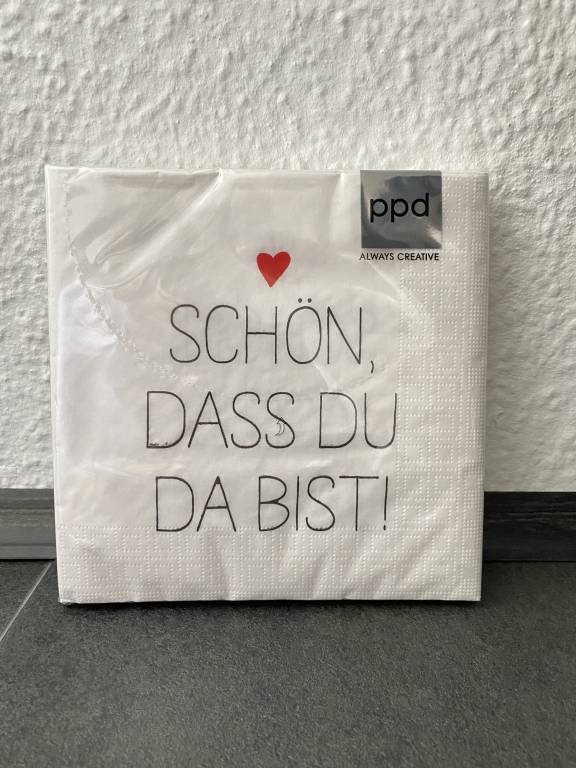 ppd
ALWAYS CREATIVE
SCHÖN,
DASS DU
DA BIST!